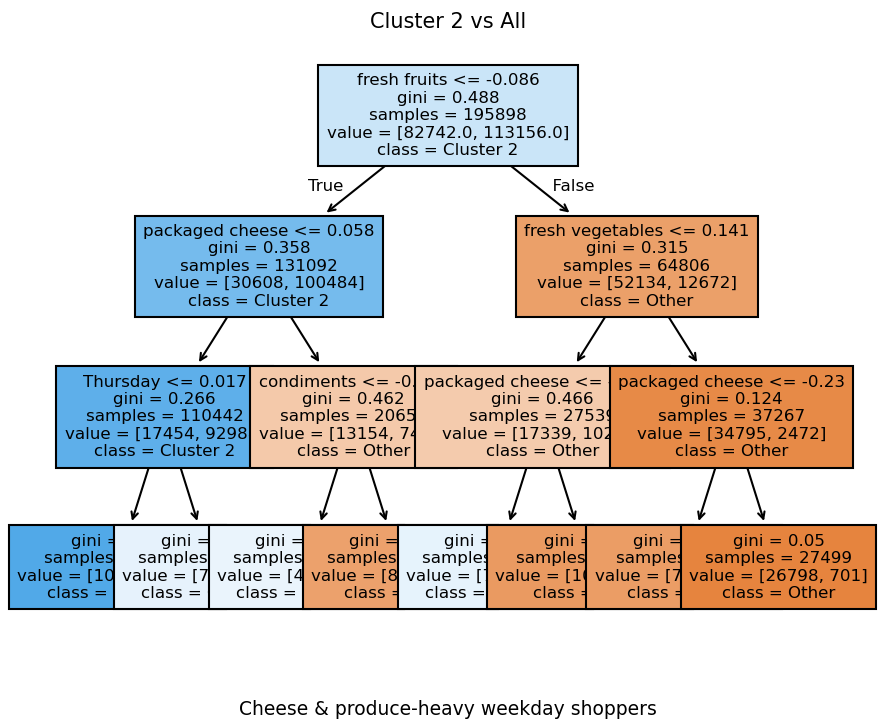 Cluster 2 vs All
fresh fruits <= -0.086
gini = 0.488
samples = 195898
value = [82742.0, 113156.0]
class = Cluster 2
True
False
packaged cheese <= 0.058
gini = 0.358
samples = 131092
value = [30608, 100484]
class = Cluster 2
fresh vegetables <= 0.141
gini = 0.315
samples = 64806
value = [52134, 12672]
class = Other
Thursday <= 0.017
gini = 0.266
samples = 110442
value = [17454, 9298
class = Cluster 2
condiments <= -0.
gini = 0.462
samples = 2065
value = [13154, 74
class = Other
packaged cheese <=
gini = 0.466
samples = 27539
value = [17339, 102
class = Other
packaged cheese <= -0.23
gini = 0.124
samples = 37267
value = [34795, 2472]
class = Other
gini =
samples
value = [10
class =
gini =
samples
value = [7
class =
gini =
samples
value = [4
class =
gini =
samples
value = [8
class =
gini =
samples
value = [
class =
gini =
samples
value = [10
class =
gini =
samples
value = [7
class =
gini = 0.05
samples = 27499
value = [26798, 701]
class = Other
Cheese & produce-heavy weekday shoppers